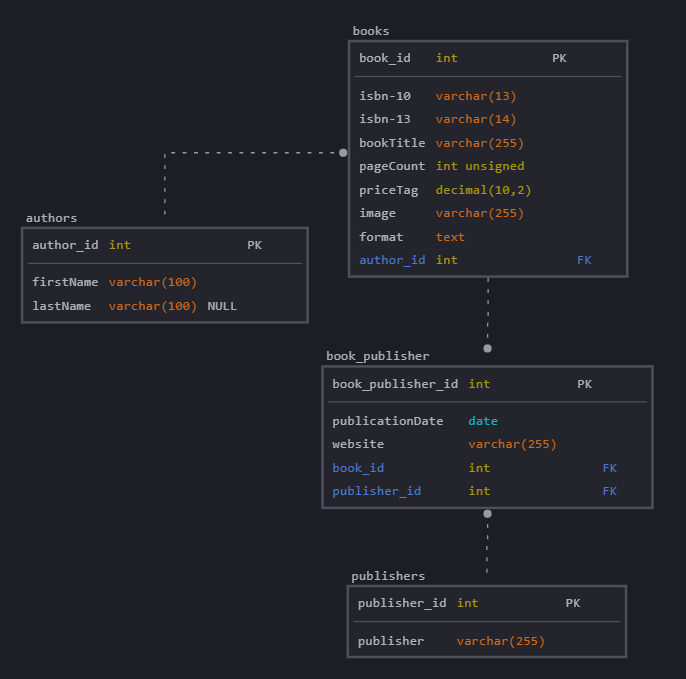 books
book_id int PK
isbn-10 varchar(13)
isbn-13 varchar(14)
bookTitle varchar(255)
pageCount int unsigned
priceTag decimal(10,2)
image varchar(255)
format text
author_id int FK
authors
author_id int PK
firstName varchar(100)
lastName varchar(100) NULL
book_publisher
book_publisher_id int PK
publicationDate date
website varchar(255)
book_id int FK
publisher_id int FK
publishers
publisher_id int PK
publisher varchar(255)